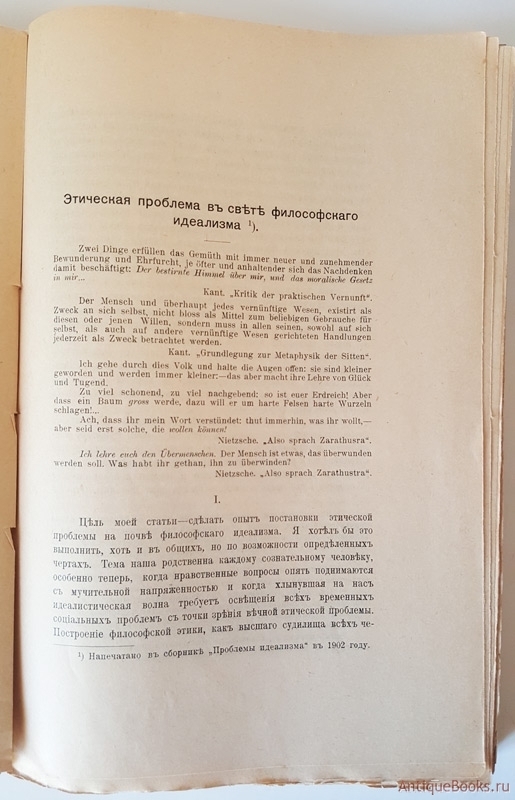 Этическая проблема въ свѣтѣ философскаго
идеализма ¹).
Zwei Dinge erfüllen das Gemüth mit immer neuer und zunehmender
Bewunderung und Ehrfurcht, je öfter und anhaltender sich das Nachdenken
damit beschäftigt: Der bestirnte Himmel über mir, und das moralische Gesetz
in mir...
Kant. „Kritik der praktischen Vernunft“.
Der Mensch und überhaupt jedes vernünftige Wesen, existirt als
Zweck an sich selbst, nicht bloss als Mittel zum beliebigen Gebrauche für
diesen oder jenen Willen, sondern muss in allen seinen, sowohl auf sich
selbst, als auch auf andere vernünftige Wesen gerichteten Handlungen
jederzeit als Zweck betrachtet werden.
Kant. „Grundlegung zur Metaphysik der Sitten“.
Ich gehe durch dies Volk und halte die Augen offen: sie sind kleiner
geworden und werden immer kleiner:—das aber macht ihre Lehre von Glück
und Tugend.
Zu viel schonend, zu viel nachgebend: so ist euer Erdreich! Aber
dass ein Baum gross werde, dazu will er um harte Felsen harte Wurzeln
schlagen!...
Ach, dass ihr mein Wort verstündet: thut immerhin, was ihr wollt,—
aber seid erst solche, die wollen können!
Nietzsche. „Also sprach Zarathusra“.
Ich lehre euch den Übermenschen. Der Mensch ist etwas, das überwunden
werden soll. Was habt ihr gethan, ihn zu überwinden?
Nietzsche. „Also sprach Zarathustra“.
I.
Цѣль моей статьи—сдѣлать опытъ постановки этической
проблемы на почвѣ философскаго идеализма. Я хотѣлъ бы это
выполнить, хоть и въ общихъ, но по возможности опредѣленныхъ
чертахъ. Тема наша родственна каждому сознательному человѣку,
особенно теперь, когда нравственные вопросы опять поднимаются
съ мучительной напряженностью и когда хлынувшая на насъ
идеалистическая волна требуетъ освѣщенія всѣхъ временныхъ
соціальныхъ проблемъ съ точки зрѣнія вѣчной этической проблемы.
Построеніе философской этики, какъ высшаго судилища всѣхъ че-
¹) Напечатано въ сборникѣ „Проблемы идеализма“ въ 1902 году.
AntiqueBooks.ru